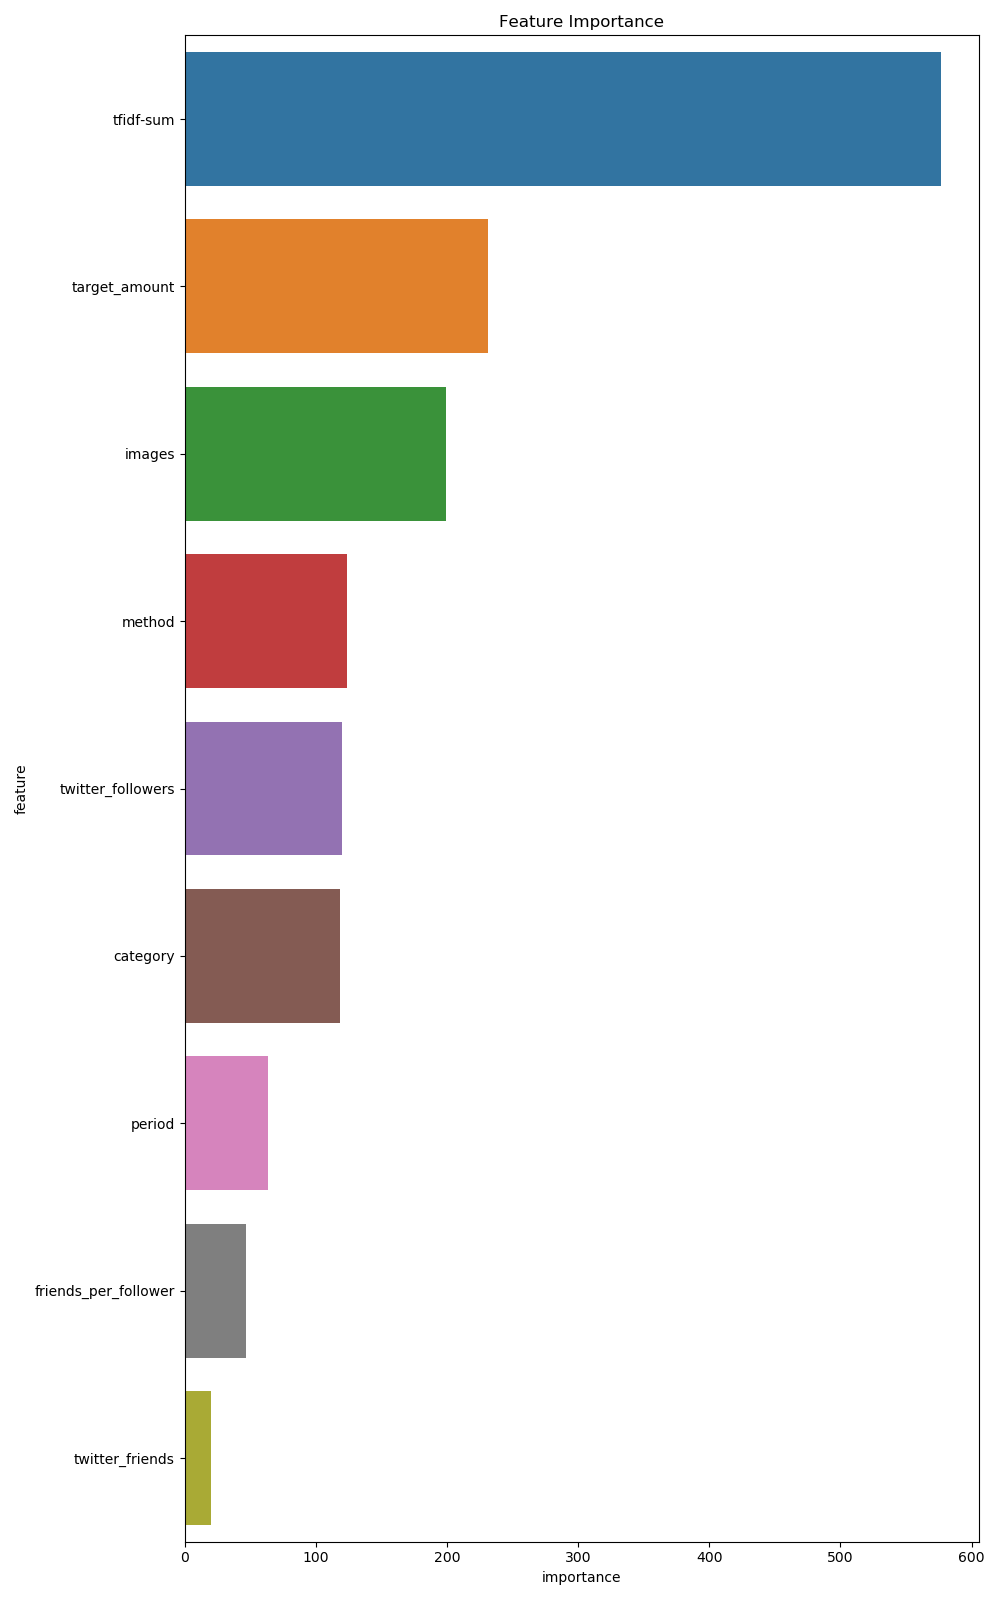 Feature Importance
tfidf-sum
target_amount
images
method
twitter_followers
category
period
friends_per_follower
twitter_friends
feature
0 100 200 300 400 500 600
importance